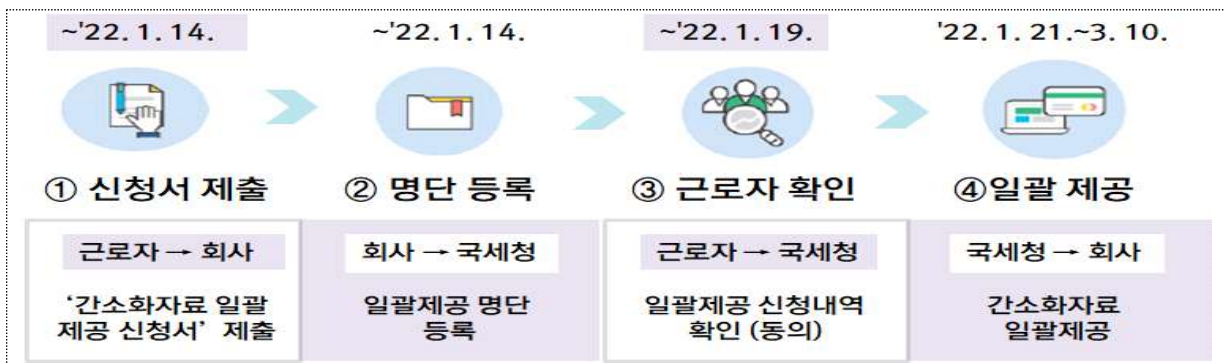 ~'22. 1. 14.
~'22. 1. 14.
~'22. 1. 19.
'22. 1. 21.~3. 10.
① 신청서 제출
② 명단 등록
③ 근로자 확인
④일괄 제공
근로자 → 회사
회사 → 국세청
근로자 → 국세청
국세청 → 회사
‘간소화자료 일괄
제공 신청서’ 제출
일괄제공 명단
등록
일괄제공 신청내역
확인 (동의)
간소화자료
일괄제공